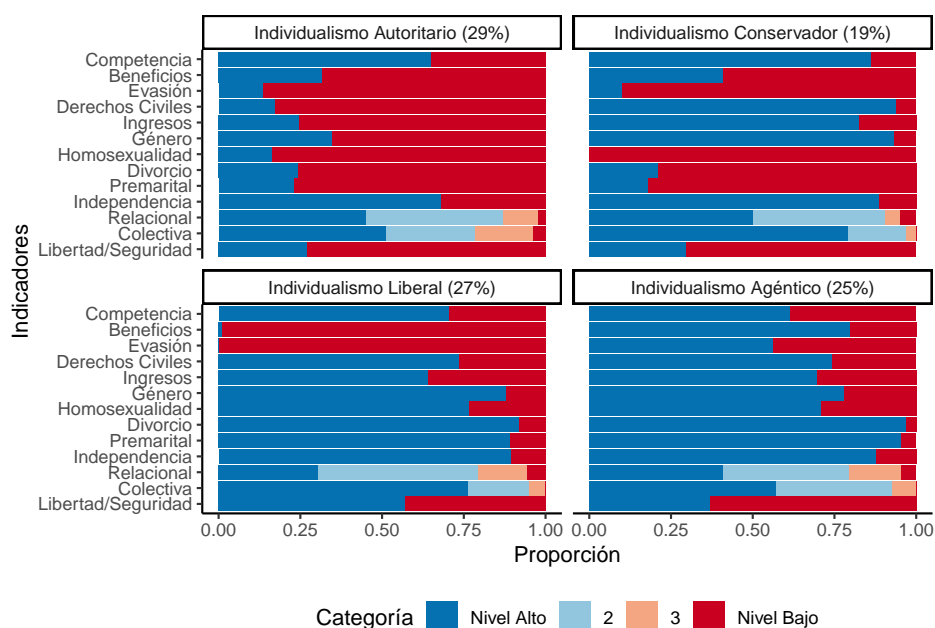 Individualismo Autoritario (29%)
Individualismo Conservador (19%)
Competencia
Beneficios
Evasión
Derechos Civiles
Ingresos
Género
Homosexualidad
Divorcio
Premarital
Independencia
Relacional
Colectiva
Libertad/Seguridad
Indicadores
Individualismo Liberal (27%)
Individualismo Agéntico (25%)
Competencia
Beneficios
Evasión
Derechos Civiles
Ingresos
Género
Homosexualidad
Divorcio
Premarital
Independencia
Relacional
Colectiva
Libertad/Seguridad
0.00 0.25 0.50 0.75 1.00 0.00 0.25 0.50 0.75 1.00
Proporción
Categoría Nivel Alto 2 3 Nivel Bajo